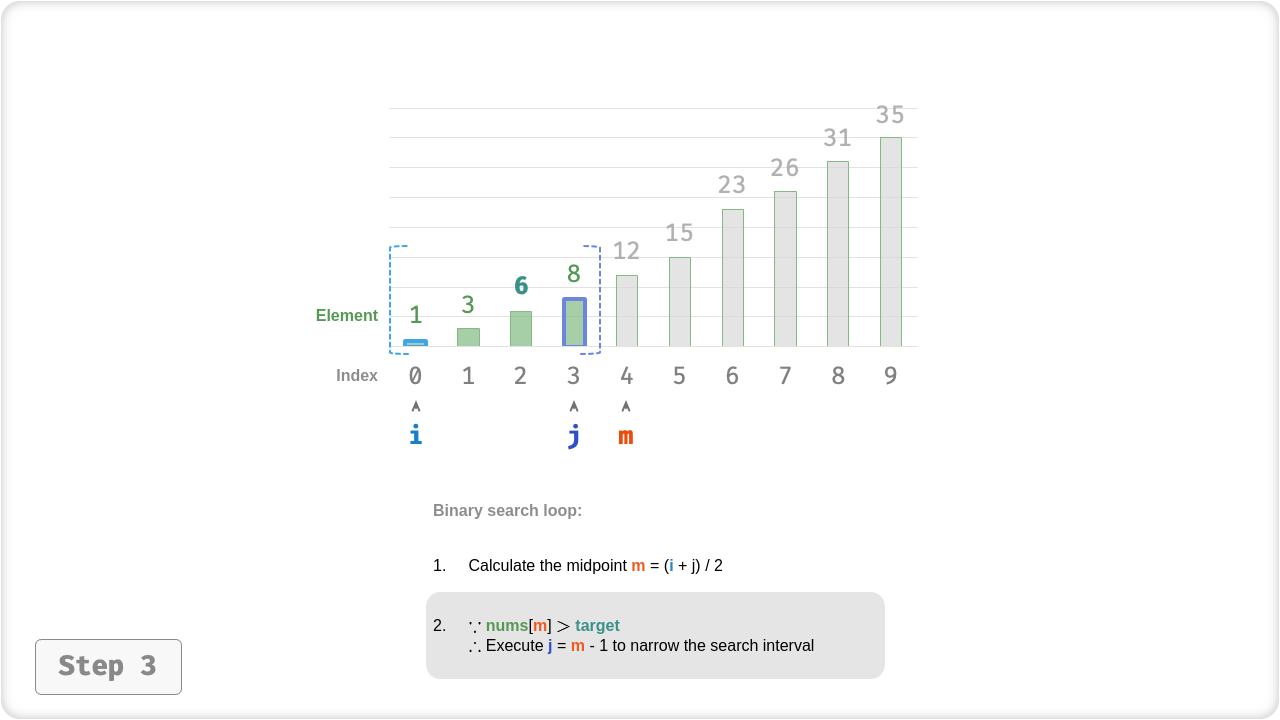 35
31
26
23
15
12
8
6
3
Element 1
Index 0 1 2 3 4 5 6 7 8 9
i j m
Binary search loop:
1. Calculate the midpoint m = (i + j) / 2
2. ∵ nums[m] > target
∴ Execute j = m - 1 to narrow the search interval
Step 3